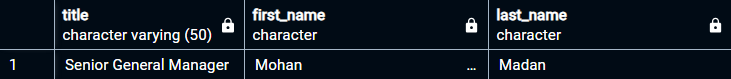 title first_name last_name
character varying (50) character character
1 Senior General Manager Mohan ... Madan